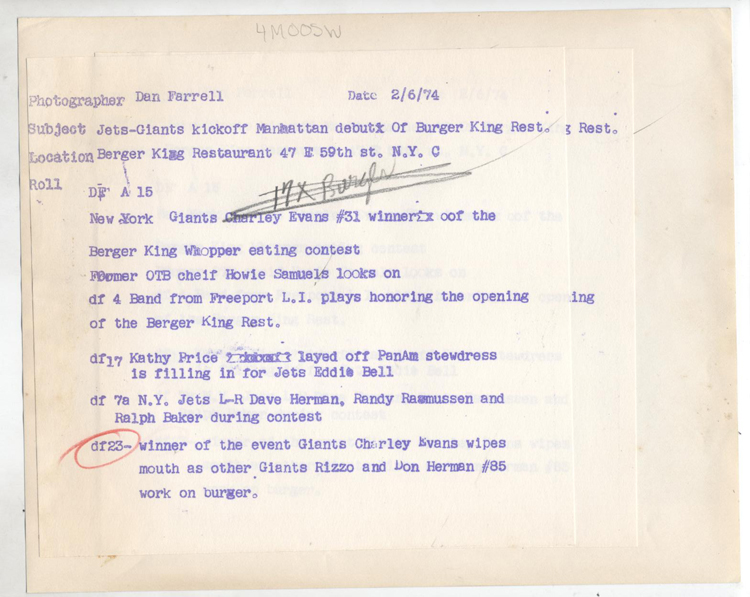 4M00SW
Photographer Dan Farrell Date 2/6/74
Subject Jets-Giants kickoff Manhattan debutx Of Burger King Rest. g Rest.
Location Berger King Restaurant 47 E 59th st. N.Y. C
Roll
DF A 15
17X Burger
New York Giants Charley Evans #31 winnerix oof the
Berger King Whopper eating contest
Foomer OTB cheif Howie Samuels looks on
df 4 Band from Freeport L.I. plays honoring the opening ening
of the Berger King Rest.
df17 Kathy Price layed off PanAm stewdress
is filling in for Jets Eddie Bell
df 7a N.Y. Jets L-R Dave Herman, Randy Rasmussen and
Ralph Baker during contest
df23- winner of the event Giants Charley Evans wipes
mouth as other Giants Rizzo and Don Herman #85
work on burger.